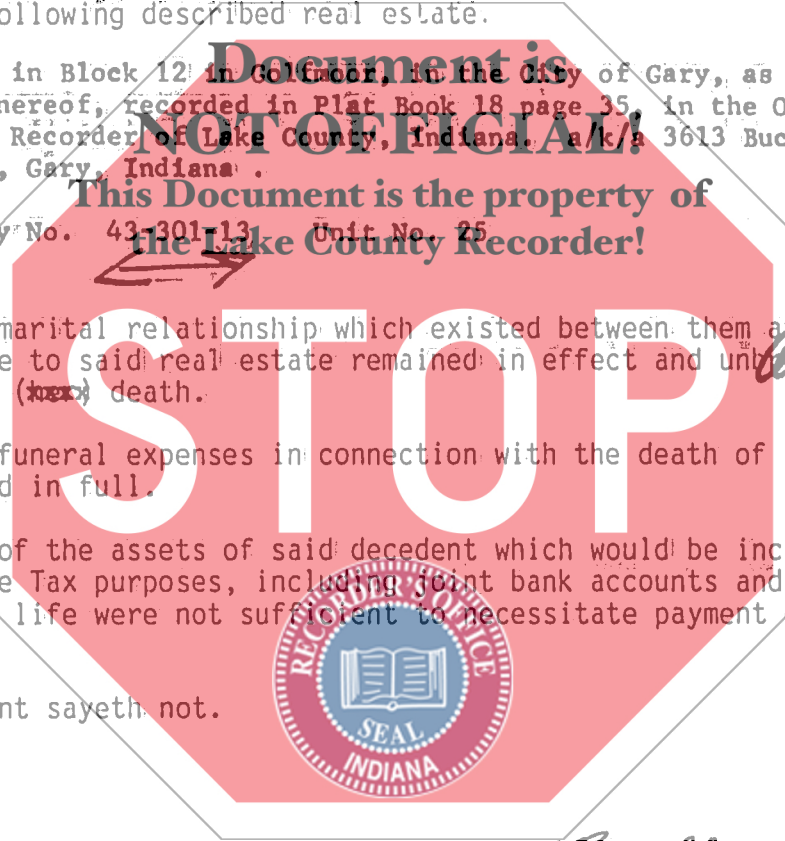 ollowing described real estate.
Document is
in Block 12 in Golfmoor, in the City of Gary, as
hereof, recorded in Plat Book 18 page 35, in the O
NOT OFFICIAL!
Recorder of Lake County, Indiana. a/k/a 3613 Buc
, Gary, Indiana .
This Document is the property of
y No. 43-301-13 Unit No. 25
the Lake County Recorder!
marital relationship which existed between them a
e to said real estate remained in effect and unb
( ) death.
STOP
funeral expenses in connection with the death of
d in full.
of the assets of said decedent which would be inc
e Tax purposes, including joint bank accounts and
life were not sufficient to necessitate payment
RECORDER'S OFFICE
nt sayeth not.
SEAL
INDIANA